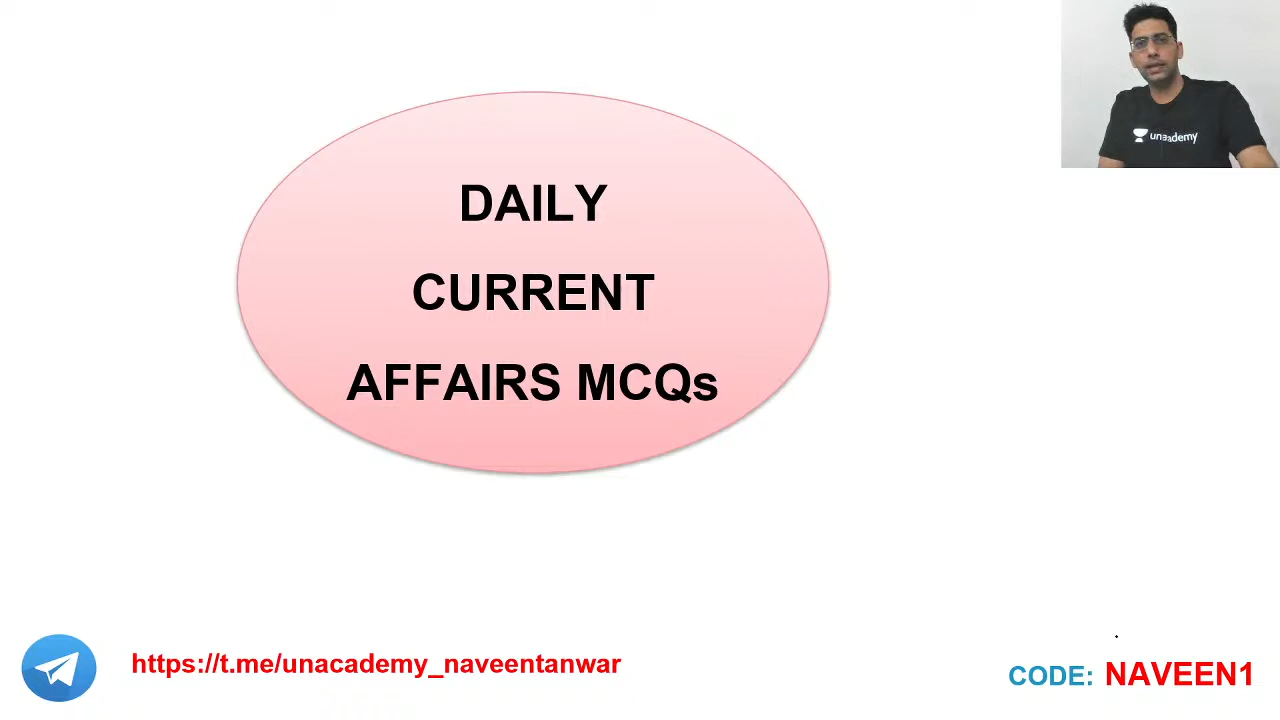 unacademy
DAILY
CURRENT
AFFAIRS MCQs
https://t.me/unacademy_naveentanwar
CODE: NAVEEN1